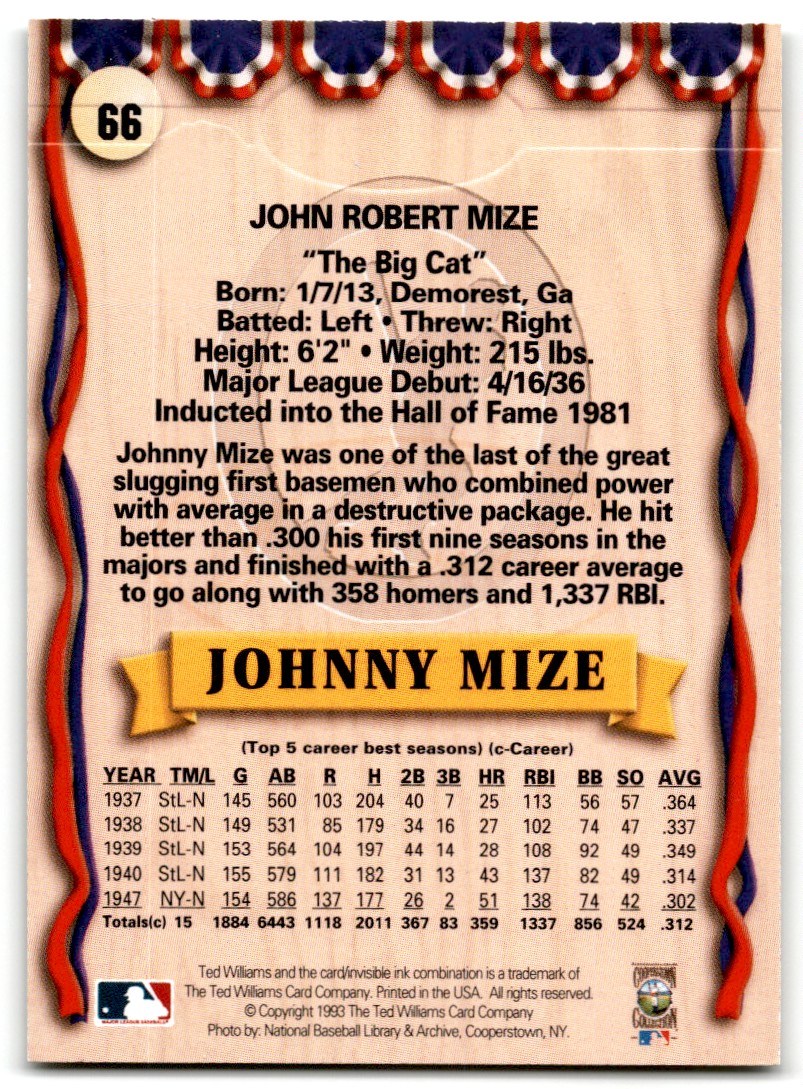 66
JOHN ROBERT MIZE
"The Big Cat"
Born: 1/7/13, Demorest, Ga
Batted: Left • Threw: Right
Height: 6'2" • Weight: 215 lbs.
Major League Debut: 4/16/36
Inducted into the Hall of Fame 1981
Johnny Mize was one of the last of the great
slugging first basemen who combined power
with average in a destructive package. He hit
better than .300 his first nine seasons in the
majors and finished with a .312 career average
to go along with 358 homers and 1,337 RBI.
JOHNNY MIZE
(Top 5 career best seasons) (c-Career)
YEAR TM/L G AB R H 2B 3B HR RBI BB SO AVG
1937 StL-N 145 560 103 204 40 7 25 113 56 57 .364
1938 StL-N 149 531 85 179 34 16 27 102 74 47 .337
1939 StL-N 153 564 104 197 44 14 28 108 92 49 .349
1940 StL-N 155 579 111 182 31 13 43 137 82 49 .314
1947 NY-N 154 586 137 177 26 2 51 138 74 42 .302
Totals(c) 15 1884 6443 1118 2011 367 83 359 1337 856 524 .312
Ted Williams and the card/invisible ink combination is a trademark of
The Ted Williams Card Company. Printed in the USA. All rights reserved.
© Copyright 1993 The Ted Williams Card Company
Photo by: National Baseball Library & Archive, Cooperstown, NY.
MAJOR LEAGUE BASEBALL
COOPERSTOWN
COLLECTION